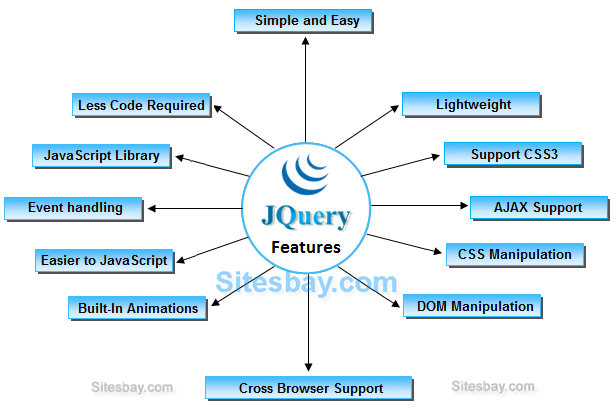 Simple and Easy
Less Code Required
Lightweight
JavaScript Library
Support CSS3
Event handling
JQuery
AJAX Support
Features
Easier to JavaScript
CSS Manipulation
Sitesbay.com
Built-In Animations
DOM Manipulation
Sitesbay.com
Cross Browser Support
Sitesbay.com